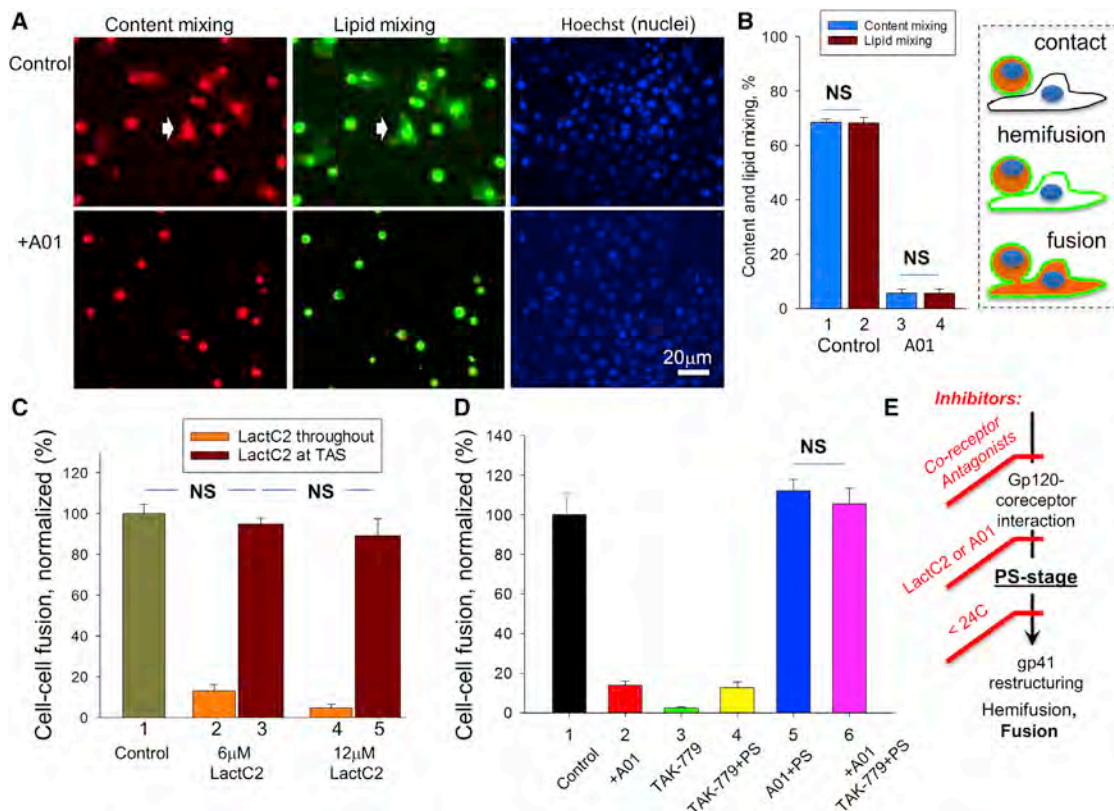 A
Content mixing
Lipid mixing
Hoechst (nuclei)
Control
+A01
20μm
B
Content mixing
Lipid mixing
Content and lipid mixing, %
100
80
60
40
20
0
NS
NS
1
2
3
4
Control
A01
contact
hemifusion
fusion
C
LactC2 throughout
LactC2 at TAS
Cell-cell fusion, normalized (%)
120
100
80
60
40
20
0
NS
NS
1
2
3
4
5
Control
6μM
LactC2
12μM
LactC2
D
Cell-cell fusion, normalized (%)
140
120
100
80
60
40
20
0
NS
1
2
3
4
5
6
Control
+A01
TAK-779
TAK-779+PS
A01+PS
+A01
TAK-779+PS
E
Inhibitors:
Co-receptor
Antagonists
Gp120-
coreceptor
interaction
LactC2 or A01
PS-stage
< 24C
gp41
restructuring
Hemifusion,
Fusion